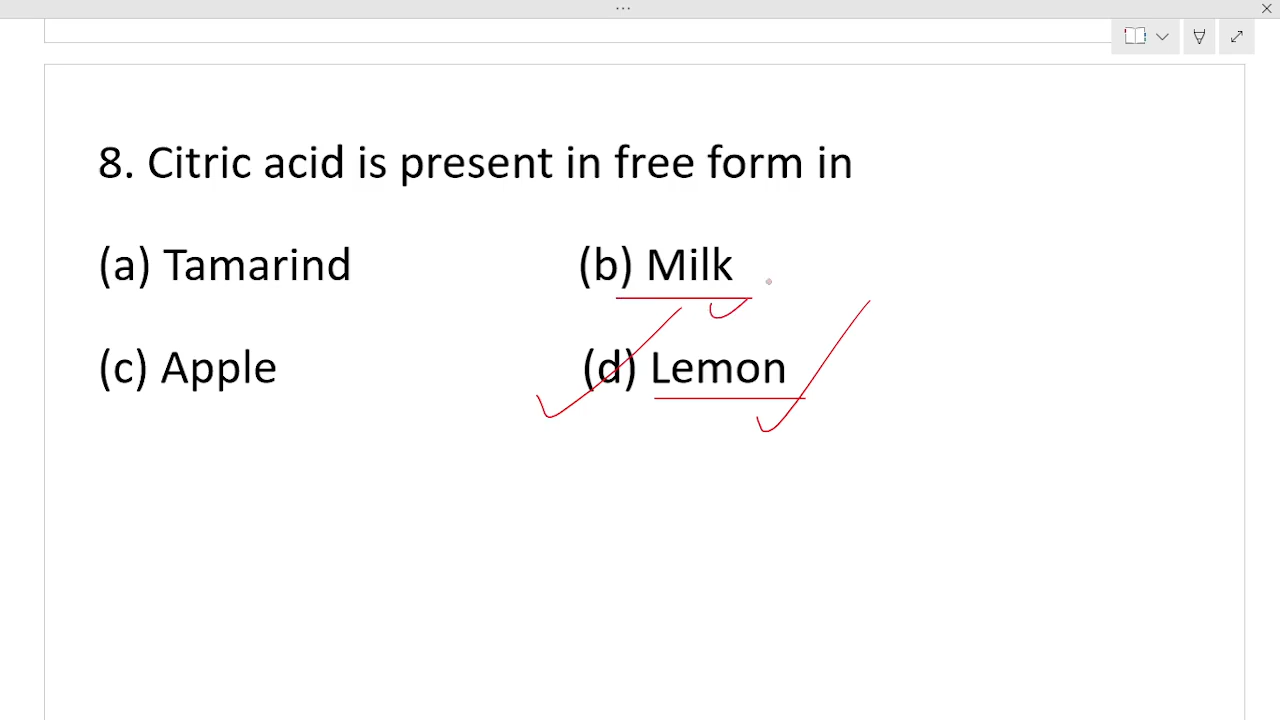 8. Citric acid is present in free form in
(a) Tamarind (b) Milk
(c) Apple (d) Lemon